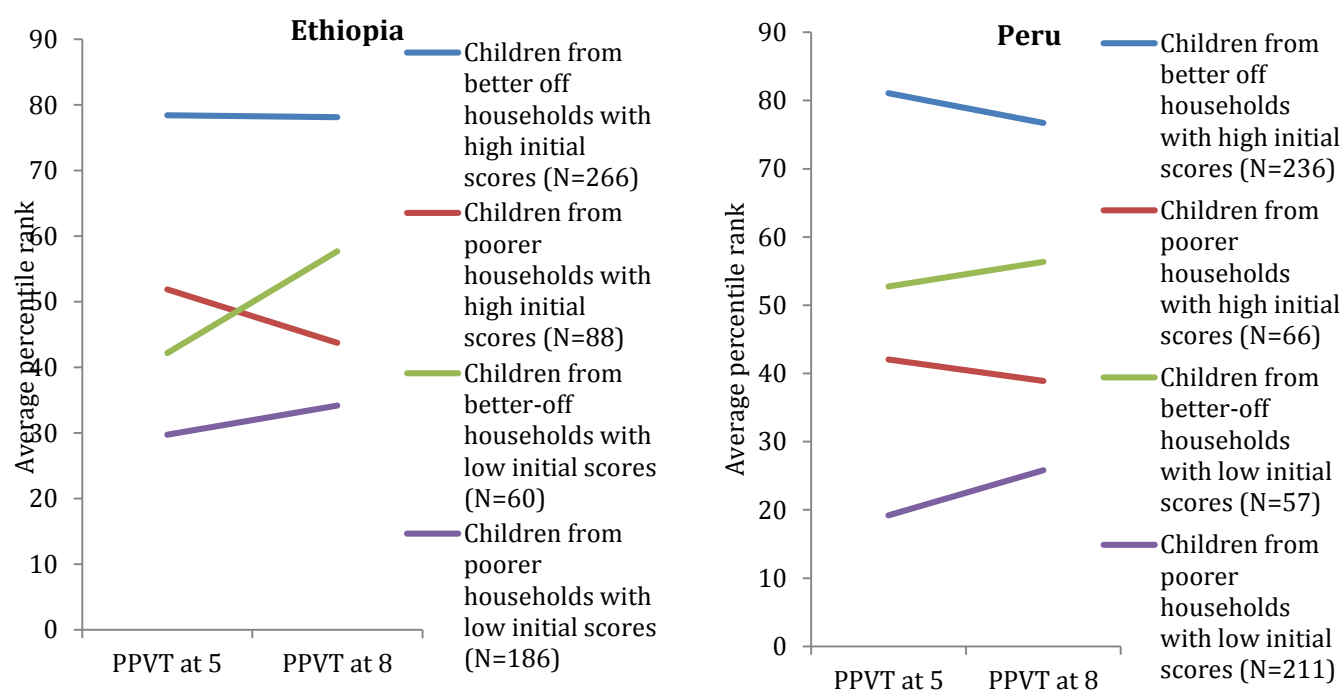 Ethiopia
Average percentile rank
90
80
70
60
50
40
30
20
10
0
PPVT at 5
PPVT at 8
Children from
better off
households with
high initial
scores (N=266)
Children from
poorer
households with
high initial
scores (N=88)
Children from
better-off
households with
low initial scores
(N=60)
Children from
poorer
households with
low initial scores
(N=186)
Peru
Average percentile rank
90
80
70
60
50
40
30
20
10
0
PPVT at 5
PPVT at 8
Children from
better off
households
with high initial
scores (N=236)
Children from
poorer
households
with high initial
scores (N=66)
Children from
better-off
households
with low initial
scores (N=57)
Children from
poorer
households
with low initial
scores (N=211)